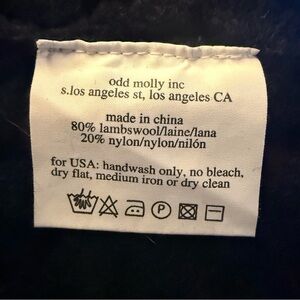 odd molly inc
s.los angeles st, los angeles CA
made in china
80% lambswool/laine/lana
20% nylon/nylon/nilón
for USA: handwash only, no bleach,
dry flat, medium iron or dry clean
P